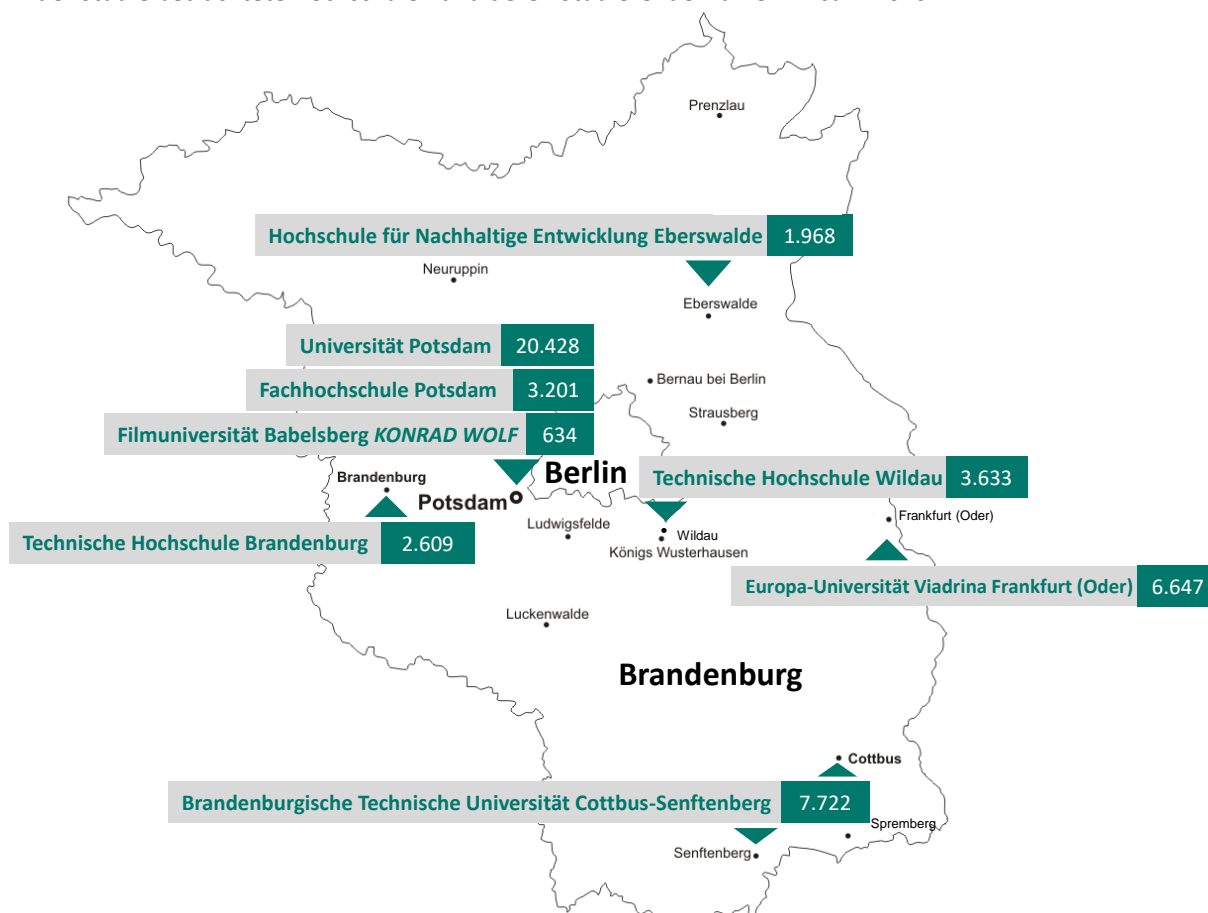 Prenzlau
Hochschule für Nachhaltige Entwicklung Eberswalde 1.968
Neuruppin
Eberswalde
Universität Potsdam 20.428
Fachhochschule Potsdam 3.201
Bernau bei Berlin
Strausberg
Filmuniversität Babelsberg KONRAD WOLF 634
Berlin
Technische Hochschule Wildau 3.633
Brandenburg
Potsdam
Frankfurt (Oder)
Ludwigsfelde
Wildau
Königs Wusterhausen
Technische Hochschule Brandenburg 2.609
Europa-Universität Viadrina Frankfurt (Oder) 6.647
Luckenwalde
Brandenburg
Cottbus
Brandenburgische Technische Universität Cottbus-Senftenberg 7.722
Spremberg
Senftenberg